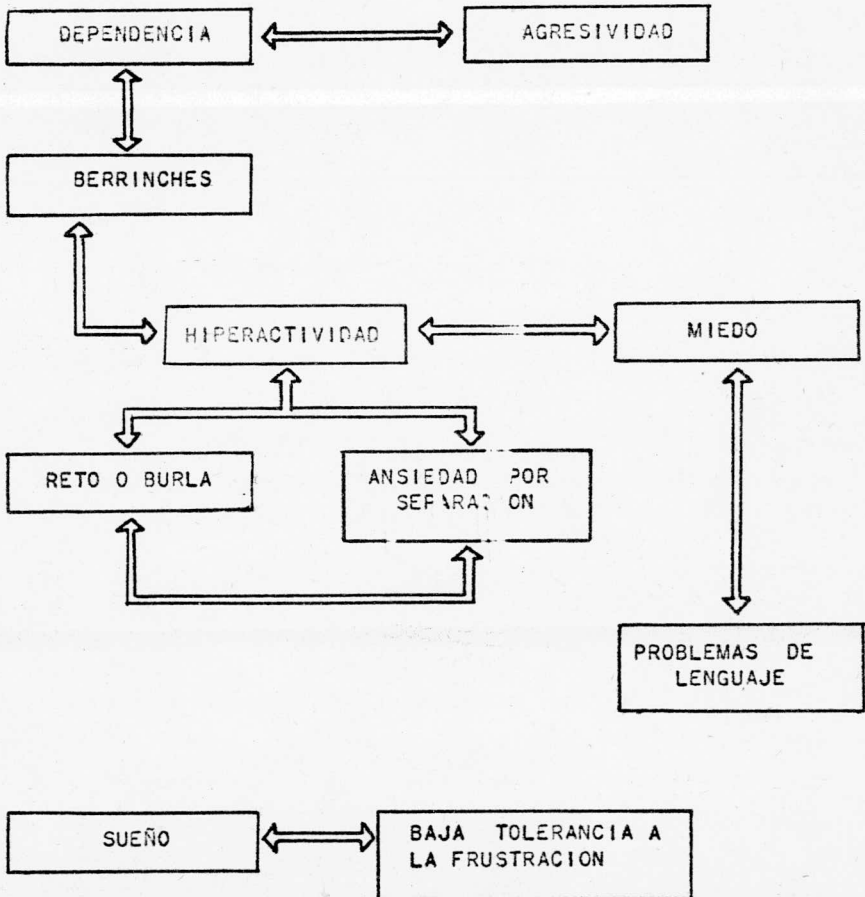 DEPENDENCIA
AGRESIVIDAD
BERRINCHES
HIPERACTIVIDAD
MIEDO
RETO O BURLA
ANSIEDAD POR
SEPARACION
PROBLEMAS DE
LENGUAJE
SUEÑO
BAJA TOLERANCIA A
LA FRUSTRACION